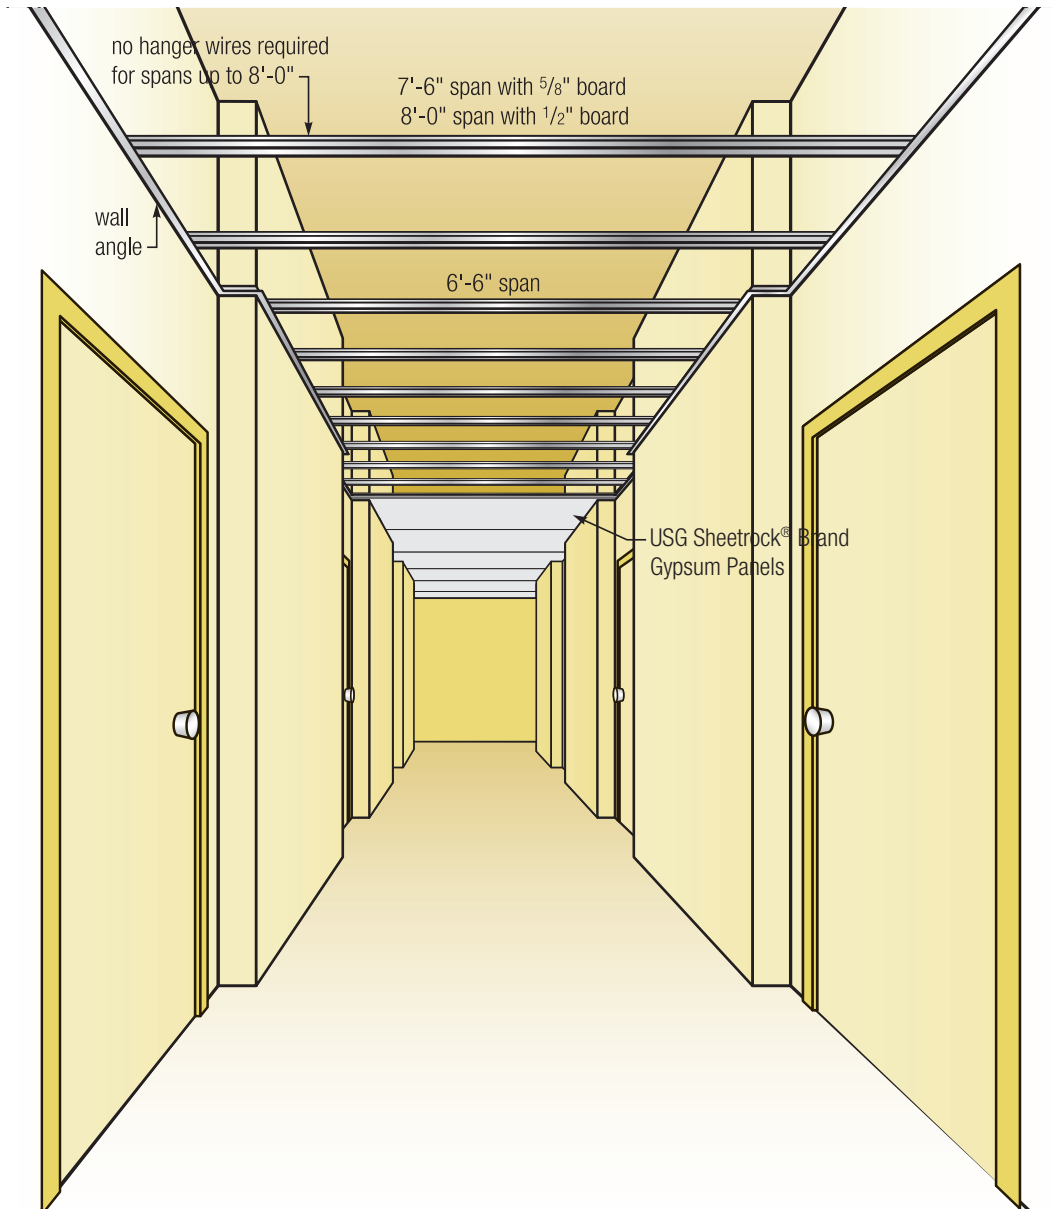 no hanger wires required
for spans up to 8'-0"
7'-6" span with 5/8" board
8'-0" span with 1/2" board
wall
angle
6'-6" span
USG Sheetrock® Brand
Gypsum Panels